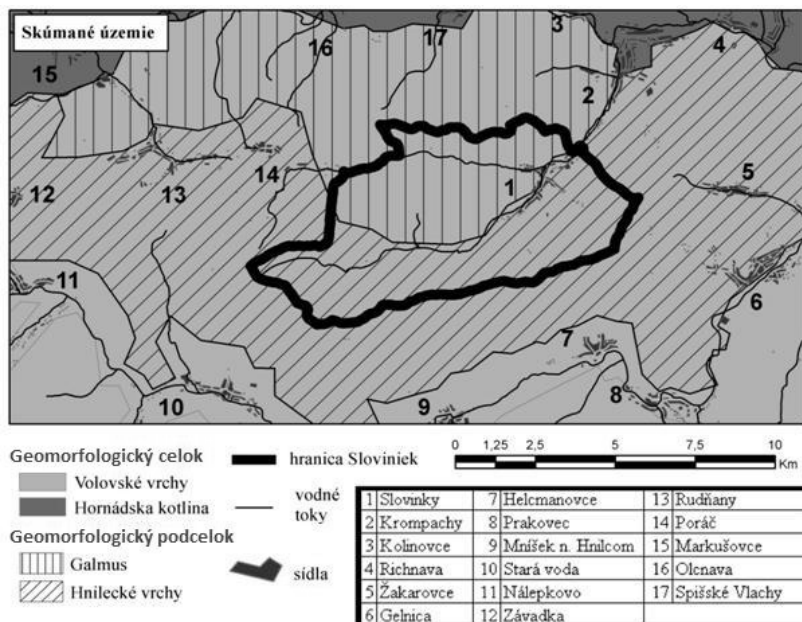 Skúmané územie
16
17
3
4
15
2
14
1
5
12
13
11
6
7
10
9
8
Geomorfologický celok
Volovské vrchy
Hornádska kotlina
Geomorfologický podcelok
Galmus
Hnilecké vrchy
hranica Sloviniek
vodné
toky
sídla
0 1,25 2,5 5 7,5 10
Km
1 Slovinky 7 Helcmanovce 13 Rudňany
2 Krompachy 8 Prakovec 14 Poráč
3 Kolinovce 9 Mníšek n. Hnilcom 15 Markušovce
4 Richnava 10 Stará voda 16 Olcnava
5 Žakarovce 11 Nálepkovo 17 Spišské Vlachy
6 Gelnica 12 Závadka